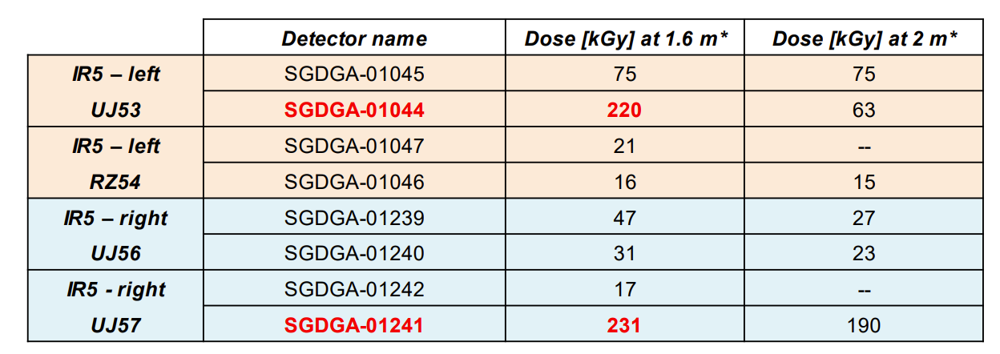 Detector name Dose [kGy] at 1.6 m* Dose [kGy] at 2 m*
IR5 – left SGDGA-01045 75 75
UJ53 SGDGA-01044 220 63
IR5 – left SGDGA-01047 21 --
RZ54 SGDGA-01046 16 15
IR5 – right SGDGA-01239 47 27
UJ56 SGDGA-01240 31 23
IR5 - right SGDGA-01242 17 --
UJ57 SGDGA-01241 231 190